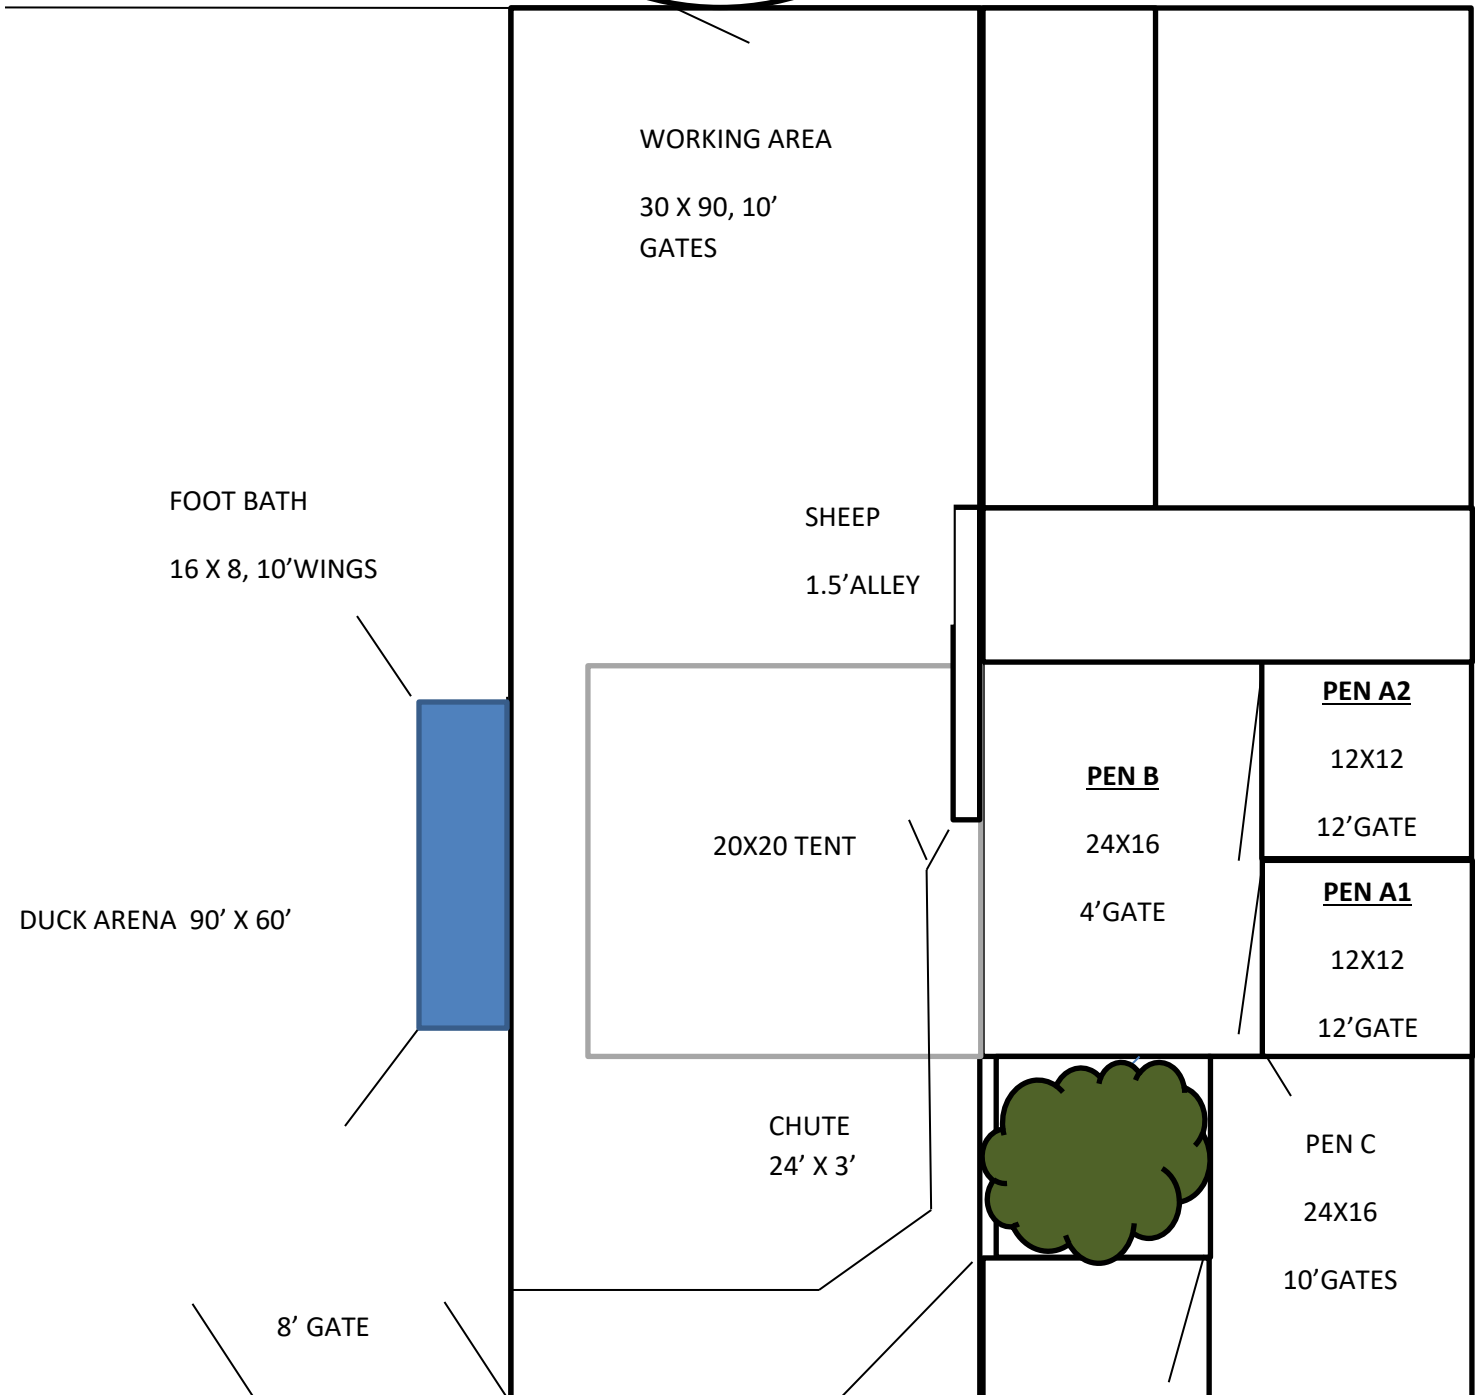 WORKING AREA
30 X 90, 10’
GATES
FOOT BATH
16 X 8, 10’WINGS
SHEEP
1.5’ALLEY
PEN A2
12X12
12’GATE
PEN B
24X16
4’GATE
20X20 TENT
PEN A1
12X12
12’GATE
DUCK ARENA  90’ X 60’
CHUTE
24’ X 3’
PEN C
24X16
10’GATES
8’ GATE